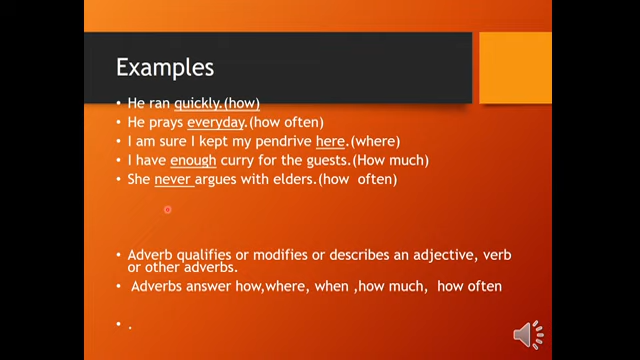 Examples
• He ran quickly.(how)
• He prays everyday.(how often)
• I am sure I kept my pendrive here.(where)
• I have enough curry for the guests.(How much)
• She never argues with elders.(how often)
• Adverb qualifies or modifies or describes an adjective, verb
or other adverbs.
• Adverbs answer how,where, when ,how much, how often
• .